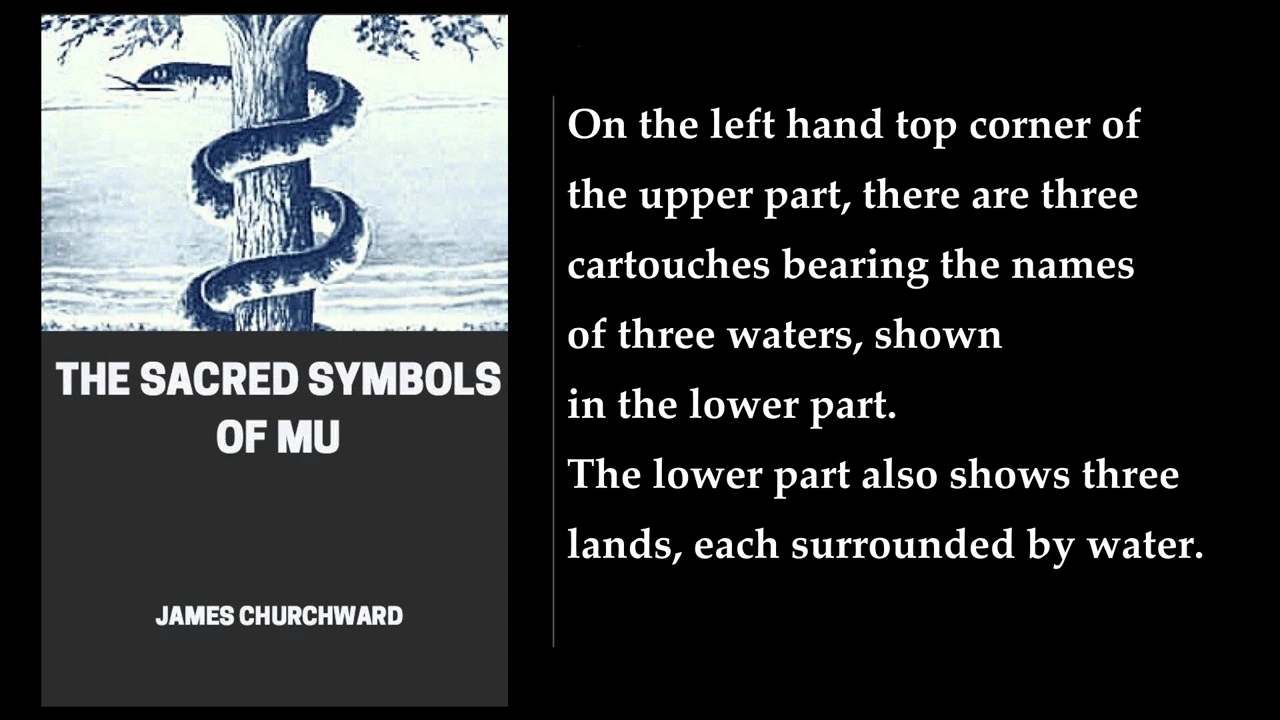 THE SACRED SYMBOLS
OF MU
JAMES CHURCHWARD
On the left hand top corner of
the upper part, there are three
cartouches bearing the names
of three waters, shown
in the lower part.
The lower part also shows three
lands, each surrounded by water.